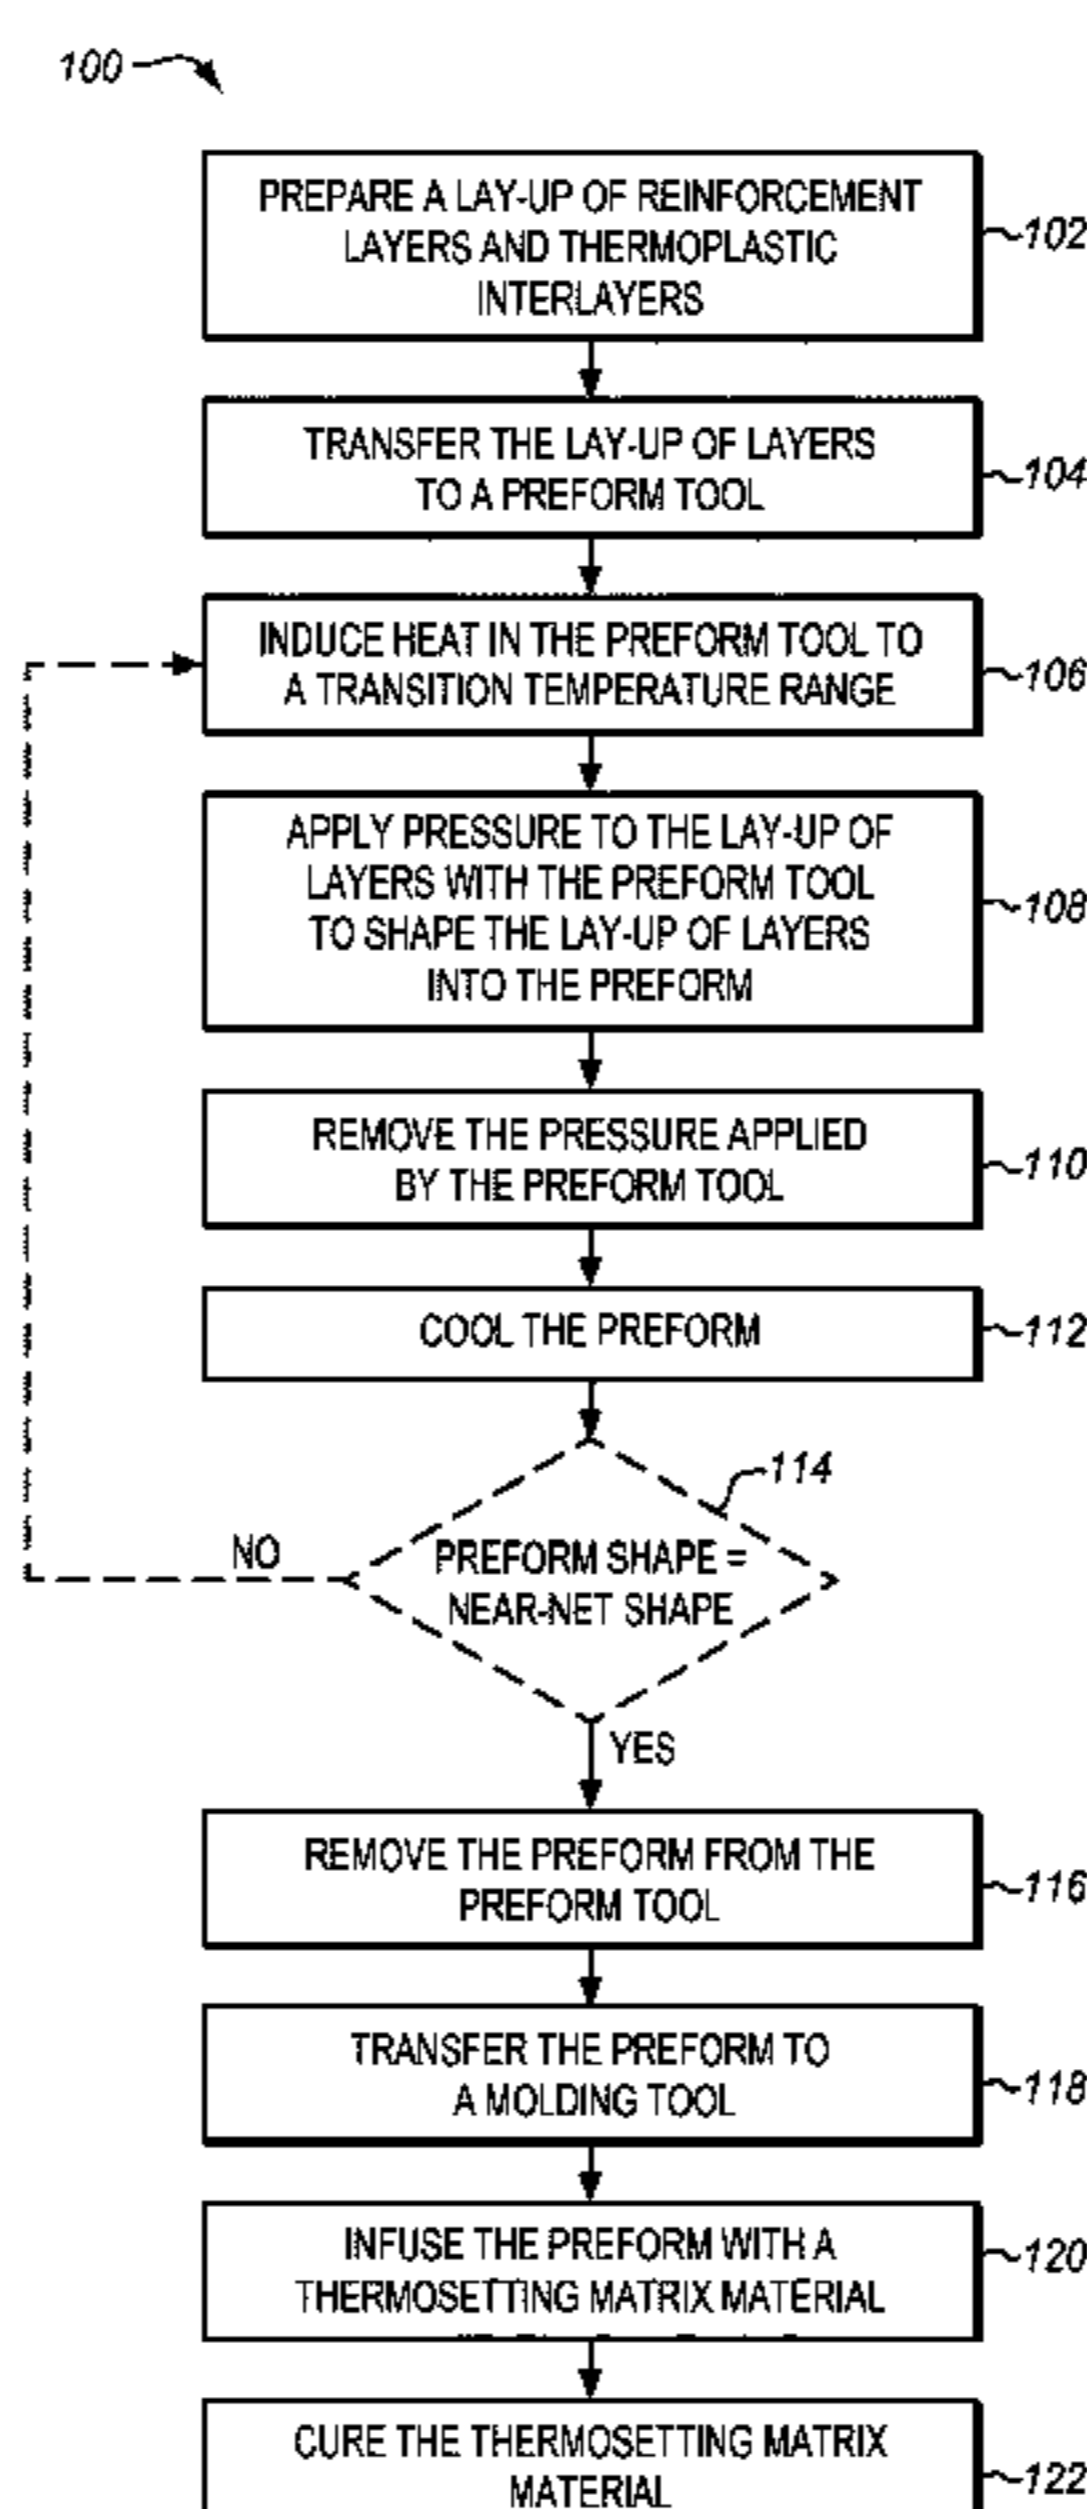 100
PREPARE A LAY-UP OF REINFORCEMENT
LAYERS AND THERMOPLASTIC
INTERLAYERS
102
TRANSFER THE LAY-UP OF LAYERS
TO A PREFORM TOOL
104
INDUCE HEAT IN THE PREFORM TOOL TO
A TRANSITION TEMPERATURE RANGE
106
APPLY PRESSURE TO THE LAY-UP OF
LAYERS WITH THE PREFORM TOOL
TO SHAPE THE LAY-UP OF LAYERS
INTO THE PREFORM
108
REMOVE THE PRESSURE APPLIED
BY THE PREFORM TOOL
110
COOL THE PREFORM
112
114
NO
PREFORM SHAPE =
NEAR-NET SHAPE
YES
REMOVE THE PREFORM FROM THE
PREFORM TOOL
116
TRANSFER THE PREFORM TO
A MOLDING TOOL
118
INFUSE THE PREFORM WITH A
THERMOSETTING MATRIX MATERIAL
120
CURE THE THERMOSETTING MATRIX
MATERIAL
122